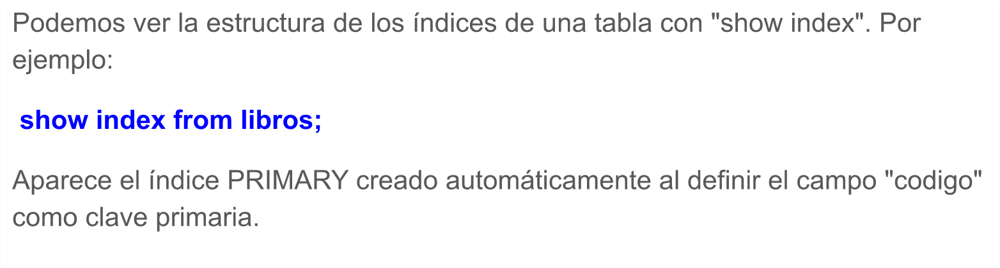 Podemos ver la estructura de los índices de una tabla con "show index". Por
ejemplo:
show index from libros;
Aparece el índice PRIMARY creado automáticamente al definir el campo "codigo"
como clave primaria.